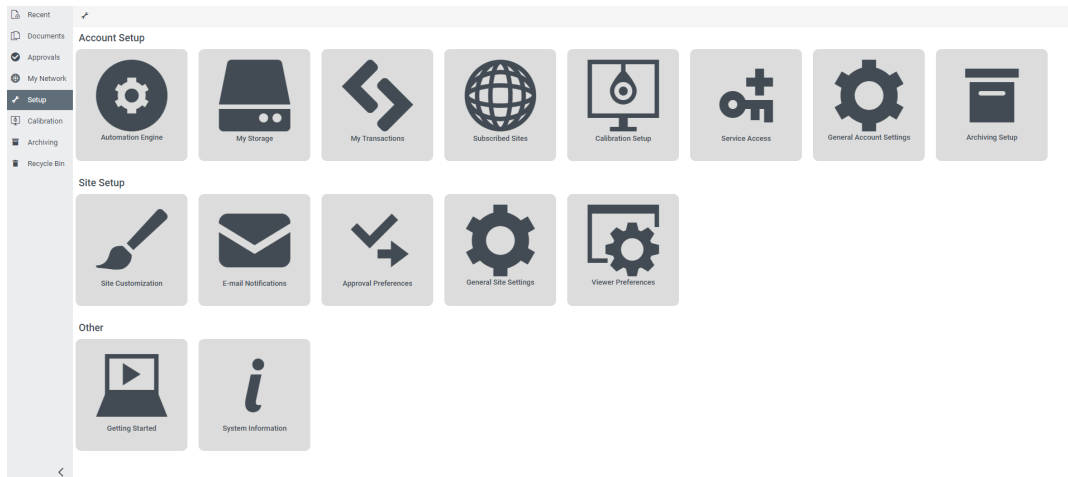 Recent
Documents
Approvals
My Network
Setup
Calibration
Archiving
Recycle Bin
Account Setup
Automation Engine
My Storage
My Transactions
Subscribed Sites
Calibration Setup
Service Access
General Account Settings
Archiving Setup
Site Setup
Site Customization
E-mail Notifications
Approval Preferences
General Site Settings
Viewer Preferences
Other
Getting Started
System Information